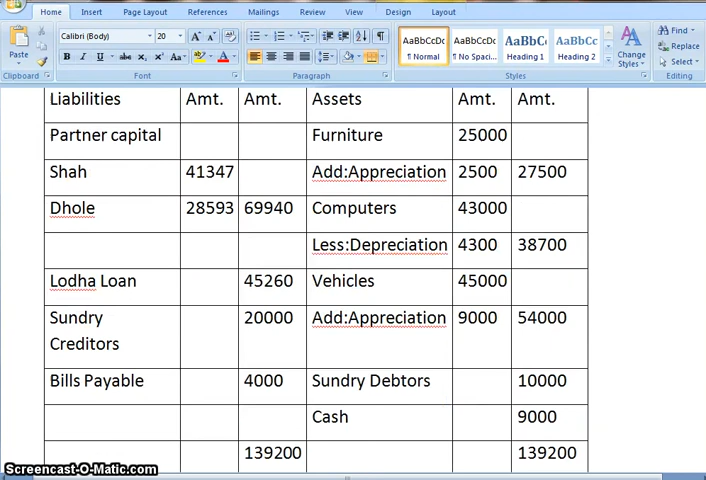 Home Insert Page Layout References Mailings Review View Design Layout
Paste
Calibri (Body) 20
B I U abc x₂ x² Aa
Clipboard Font Paragraph Styles Editing
AaBbCcDc AaBbCcDc AaBbC AaBbCc
¶ Normal ¶ No Spaci... Heading 1 Heading 2
Change Styles
Find
Replace
Select
Liabilities Amt. Amt. Assets Amt. Amt.
Partner capital Furniture 25000
Shah 41347 Add:Appreciation 2500 27500
Dhole 28593 69940 Computers 43000
Less:Depreciation 4300 38700
Lodha Loan 45260 Vehicles 45000
Sundry 20000 Add:Appreciation 9000 54000
Creditors
Bills Payable 4000 Sundry Debtors 10000
Cash 9000
139200 139200
Screencast-O-Matic.com